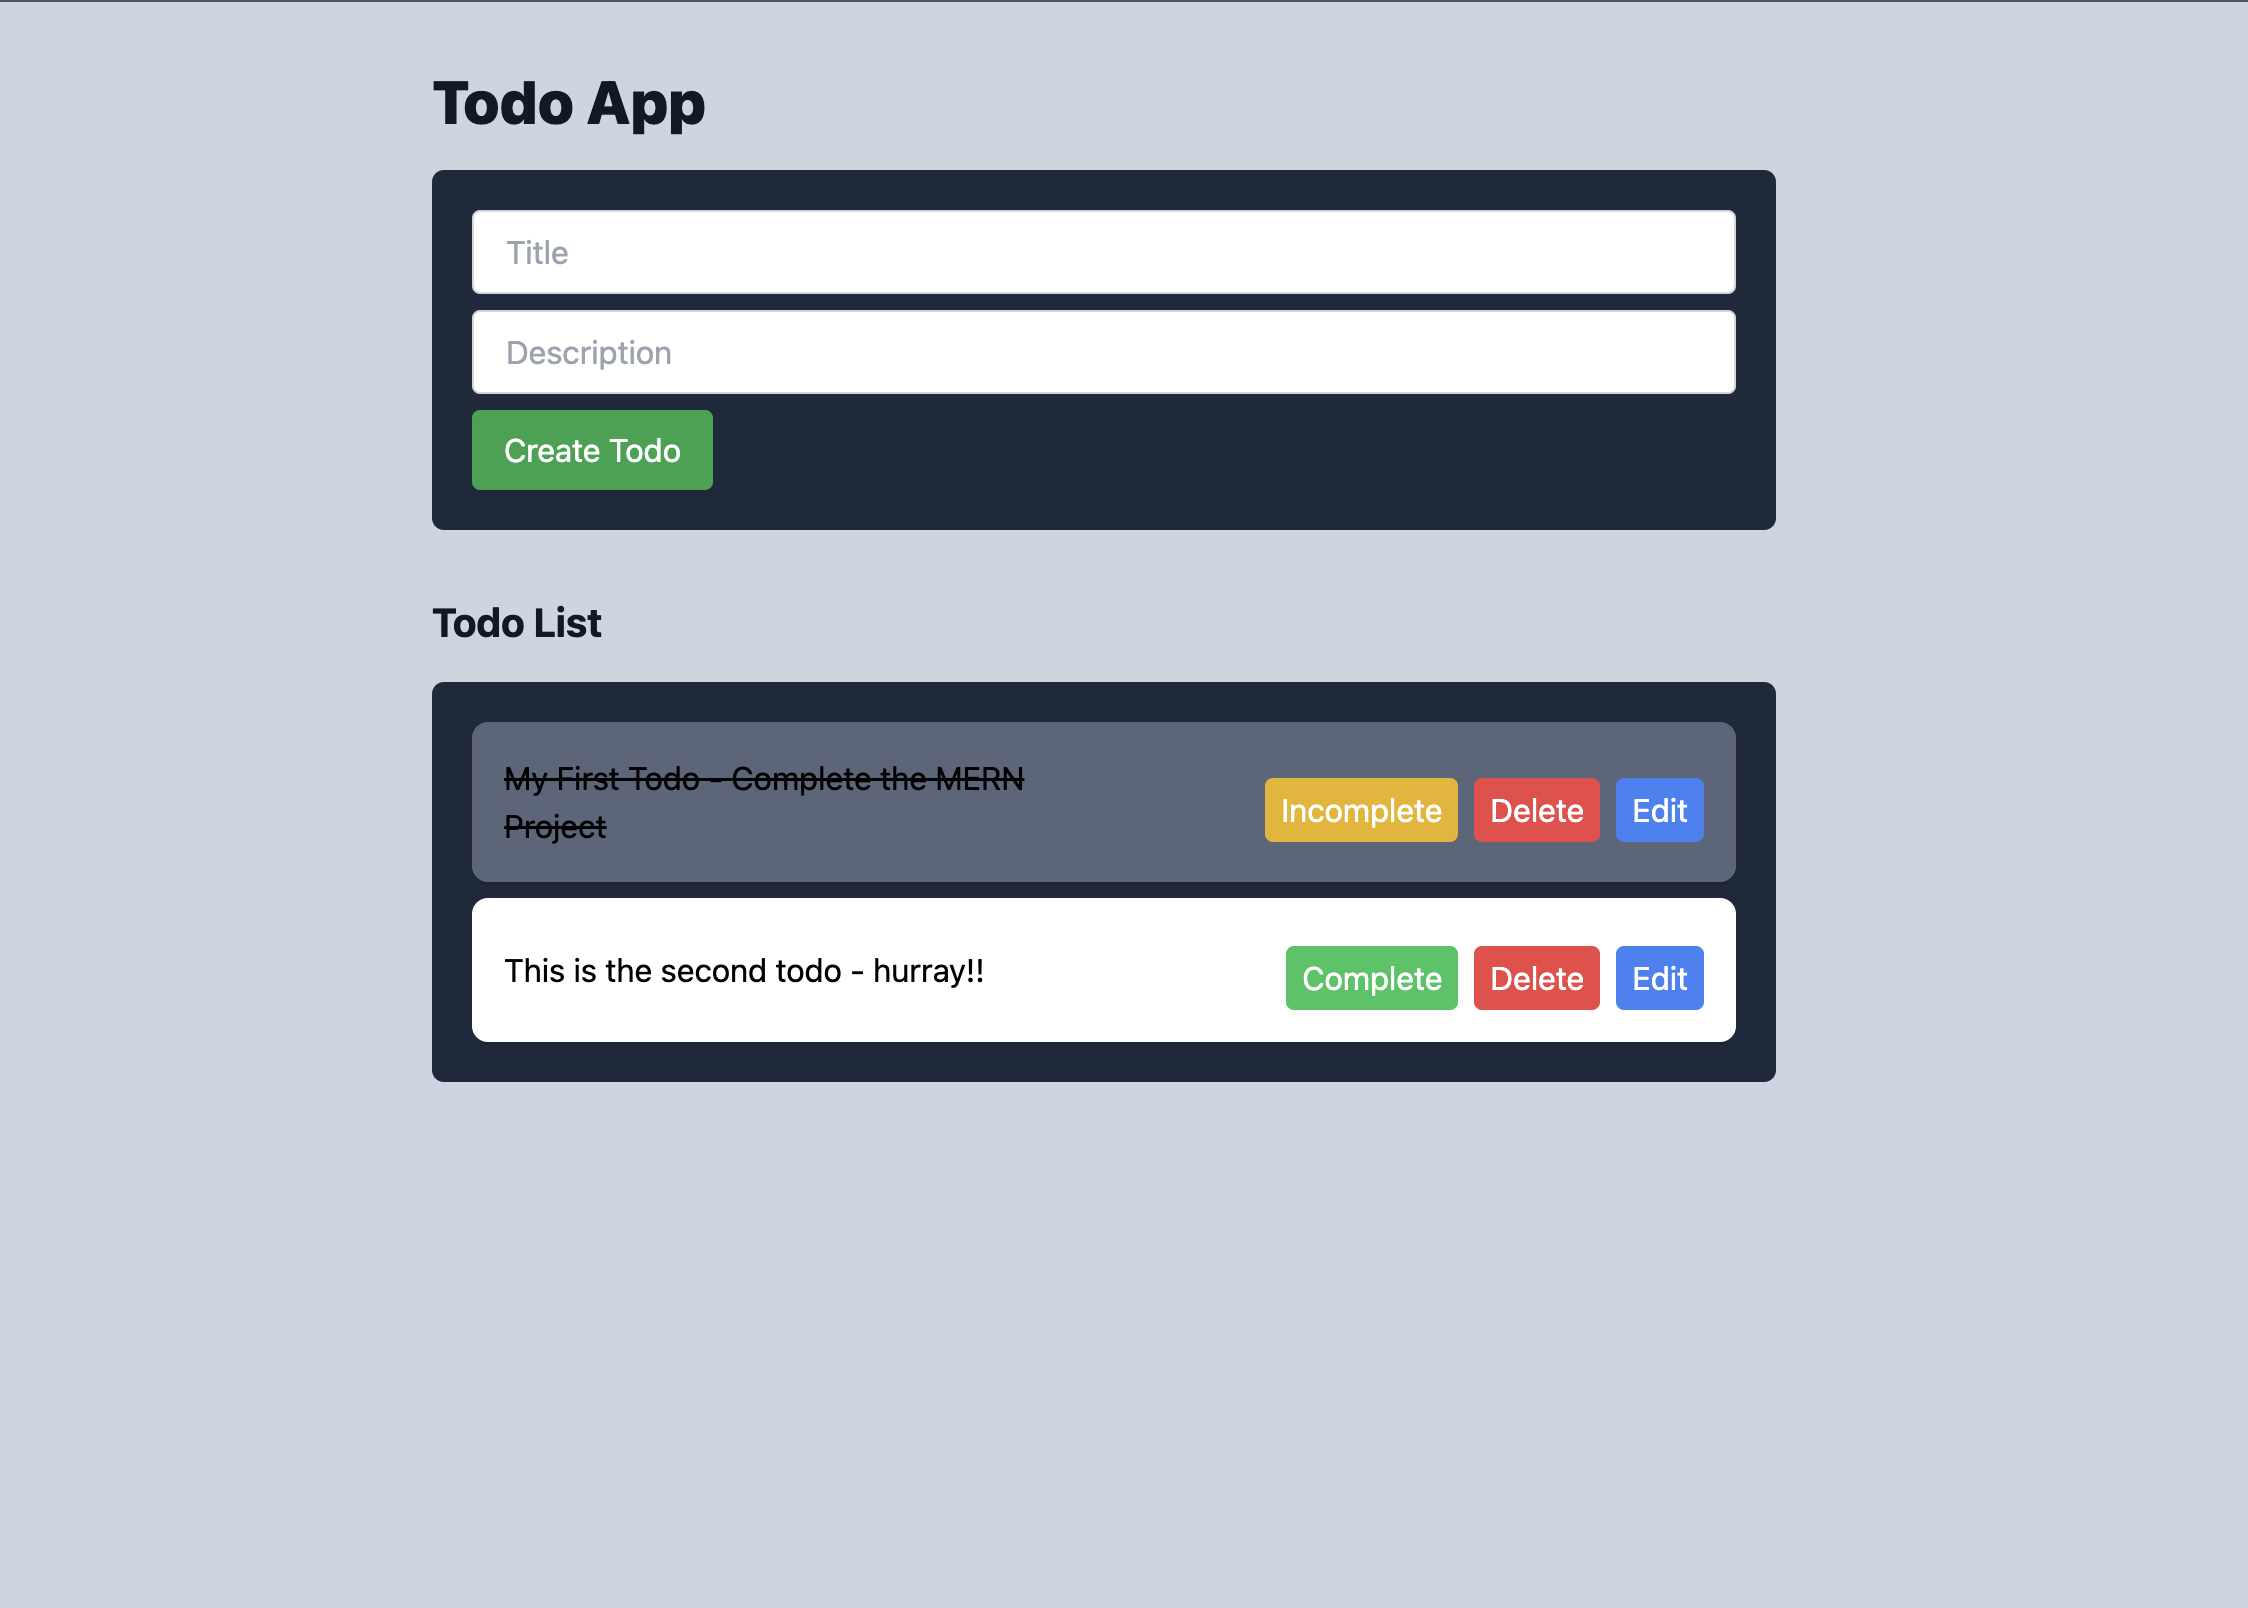 Todo App
Title
Description
Create Todo
Todo List
My First Todo - Complete the MERN
Project
Incomplete Delete Edit
This is the second todo - hurray!!
Complete Delete Edit